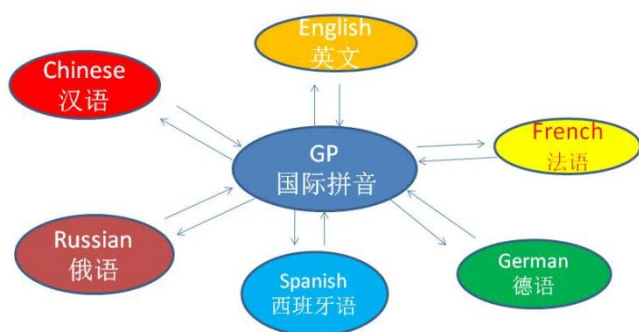 English
英文
Chinese
汉语
French
法语
GP
国际拼音
Russian
俄语
Spanish
西班牙语
German
德语